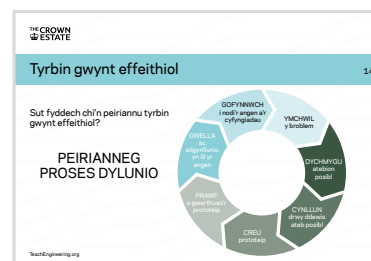 THE CROWN
ESTATE
Tyrbin gwynt effeithiol
14
Sut fyddech chi'n peiriannu tyrbin
gwynt effeithiol?
PEIRIANNEG
PROSES DYLUNIO
GOFYNNWCH
i nodi'r angen a'r
cyfyngiadau
YMCHWIL
y broblem
DYCHMYGU
atebion
posibl
CYNLLUN
drwy ddewis
ateb posibl
CREU
prototeip
PRAWF
a gwerthuso'r
prototeip
GWELLA
ac
ailgynllunio
yn ôl yr
angen
TeachEngineering.org